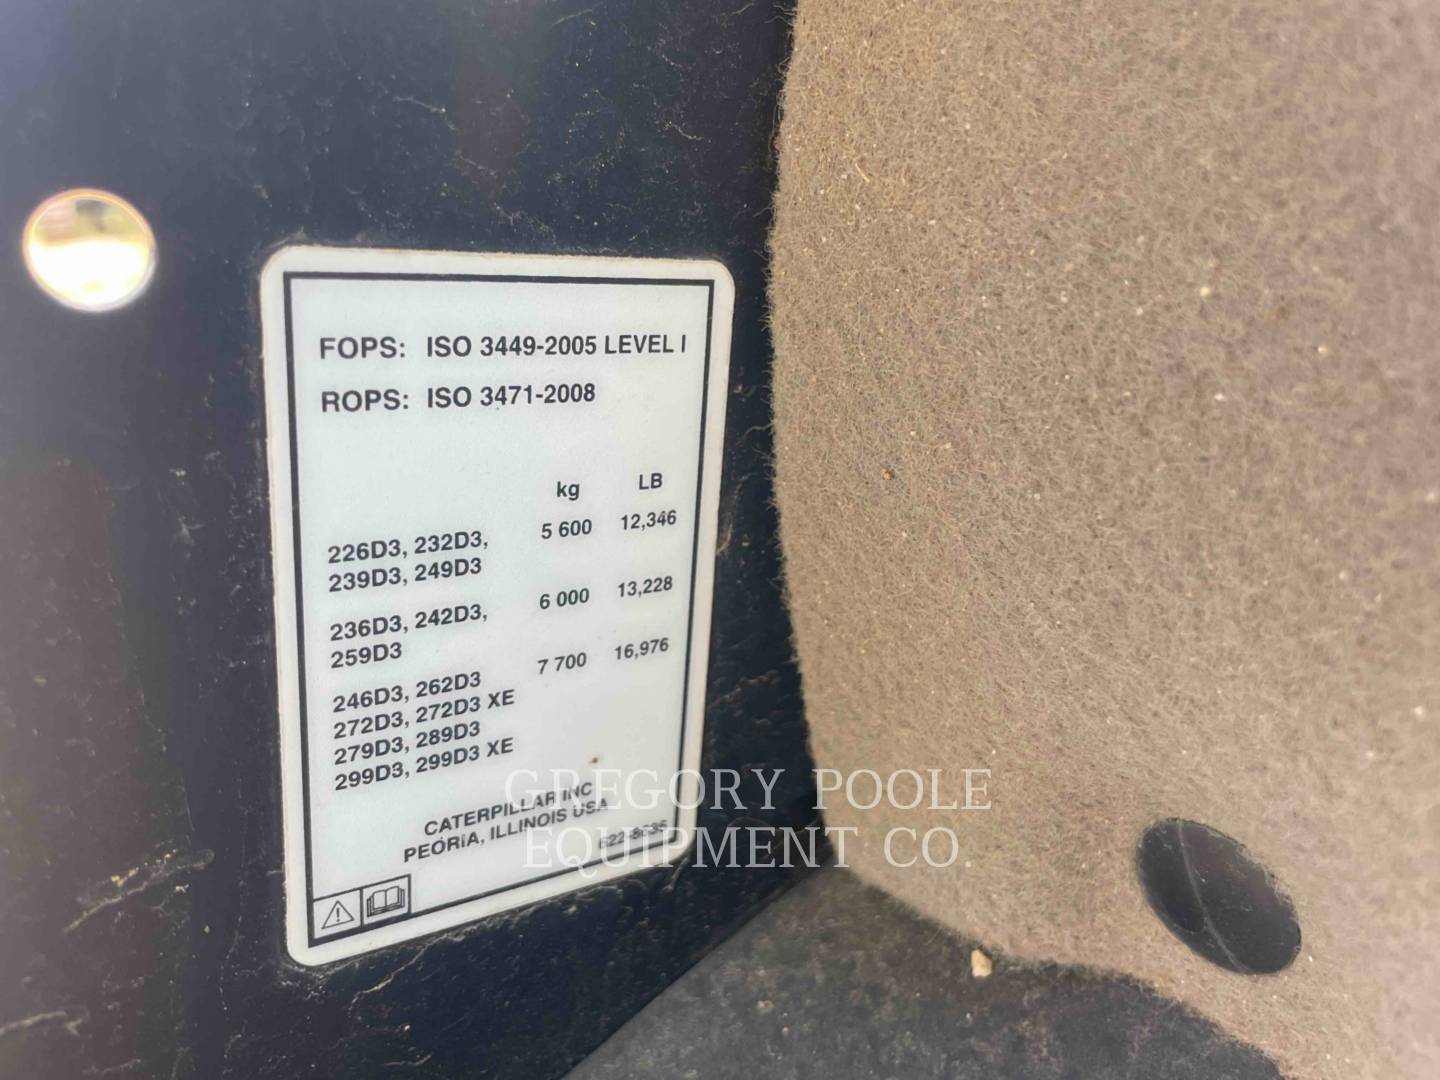 FOPS: ISO 3449-2005 LEVEL I
ROPS: ISO 3471-2008
kg LB
226D3, 232D3, 5 600 12,346
239D3, 249D3
236D3, 242D3, 6 000 13,228
259D3
246D3, 262D3 7 700 16,976
272D3, 272D3 XE
279D3, 289D3
299D3, 299D3 XE
CATERPILLAR INC
PEORIA, ILLINOIS USA
GREGORY POOLE
EQUIPMENT CO.